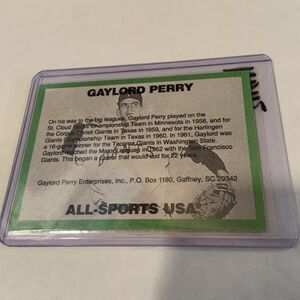 GAYLORD PERRY
On his way to the big leagues, Gaylord Perry played on the
St. Cloud Championship Team in Minnesota in 1958, and for
the Corpus Christi Giants in Texas in 1959, and for the Harlingen
Giants Championship Team in Texas in 1960. In 1961, Gaylord was
a 16-game winner for the Tacoma Giants in Washington State.
Gaylord reached the Major Leagues in 1962 with the San Francisco
Giants. This began a career that would last for 22 years.
Gaylord Perry Enterprises, Inc., P.O. Box 1180, Gaffney, SC 29342
ALL-SPORTS USA